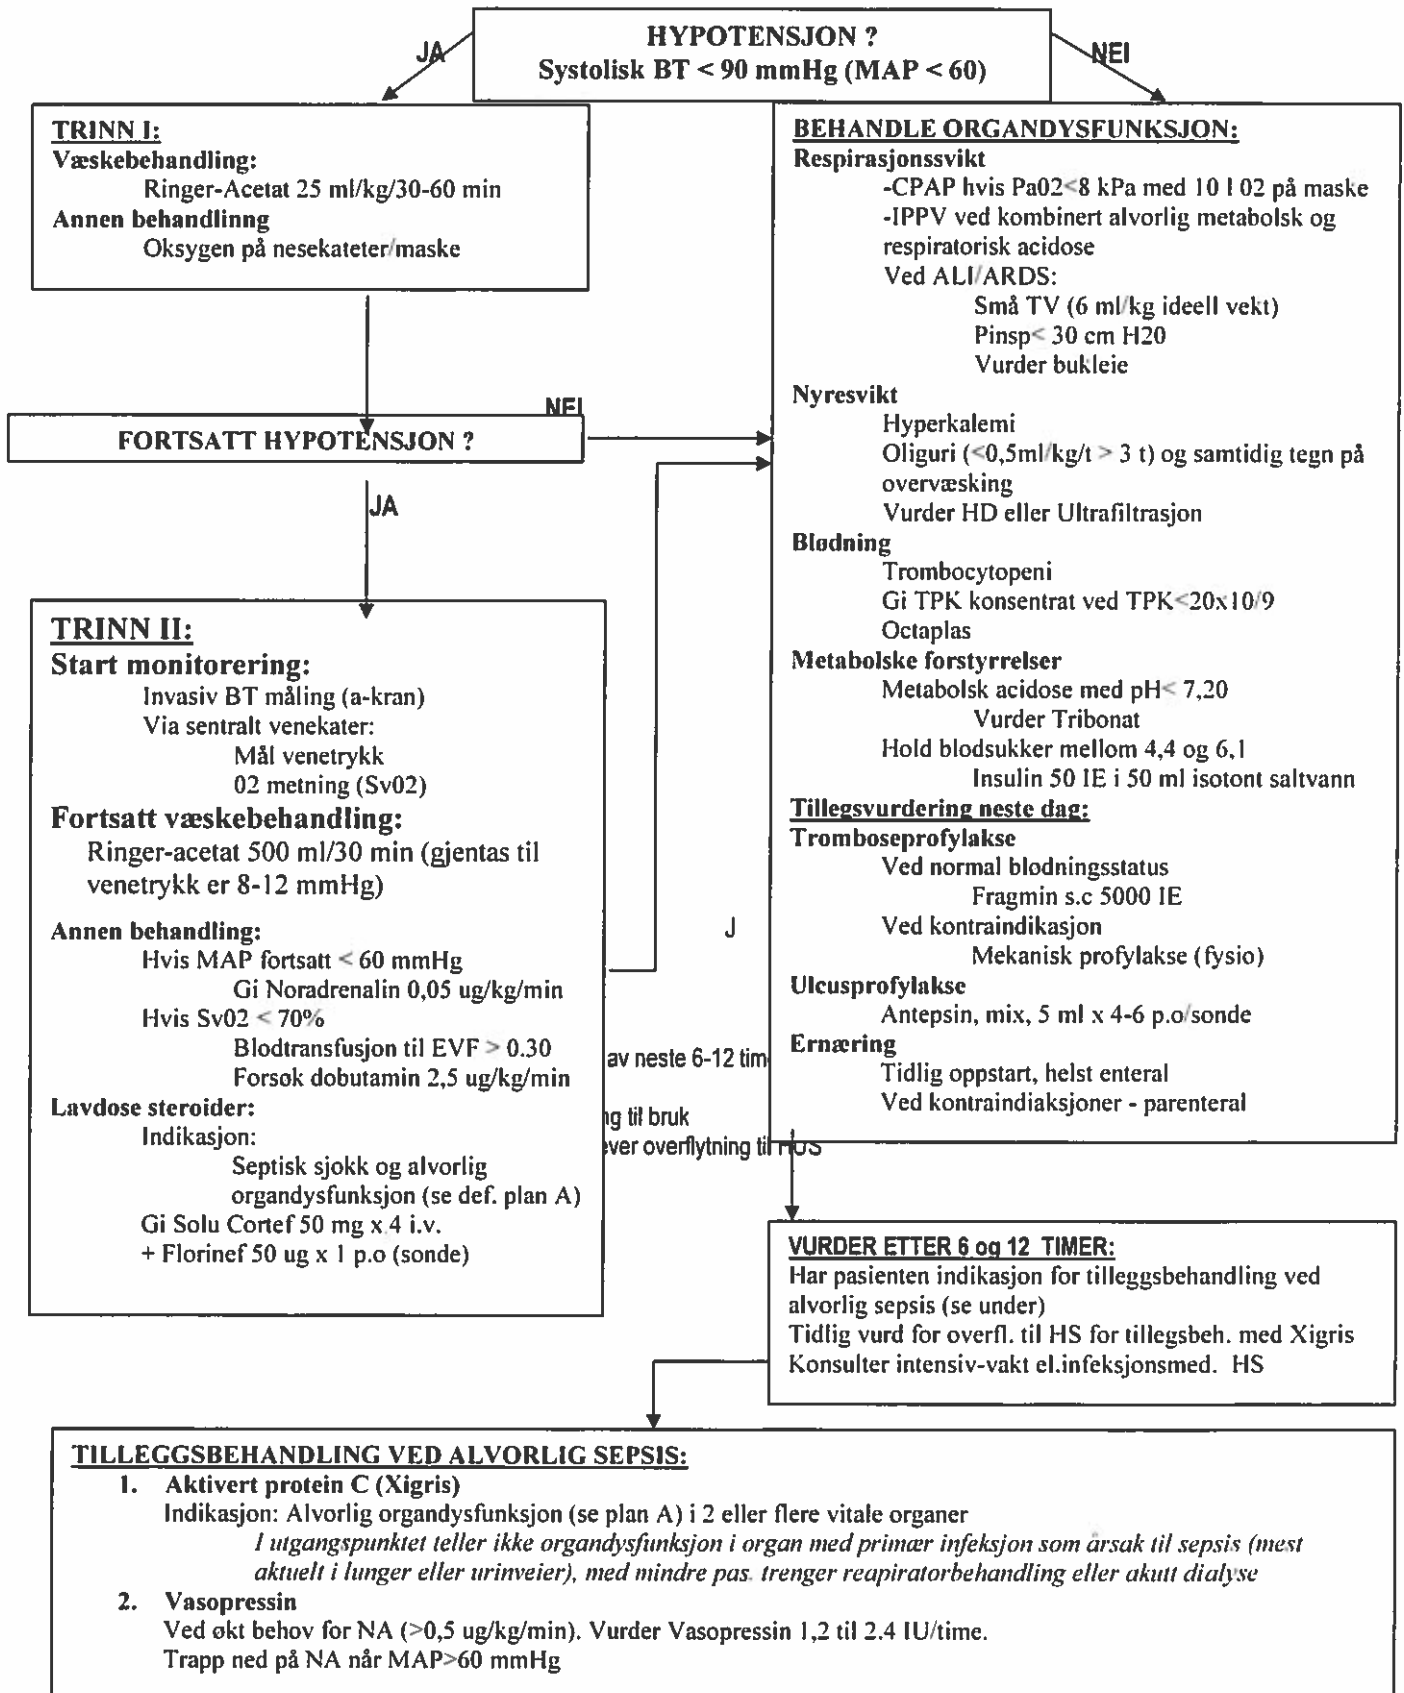 HYPOTENSJON ?
Systolisk BT < 90 mmHg (MAP < 60)
JA
NEI
TRINN I:
Væskebehandling:
Ringer-Acetat 25 ml/kg/30-60 min
Annen behandlinng
Oksygen på nesekateter/maske
NEI
FORTSATT HYPOTENSJON ?
JA
TRINN II:
Start monitorering:
Invasiv BT måling (a-kran)
Via sentralt venekater:
Mål venetrykk
02 metning (Sv02)
Fortsatt væskebehandling:
Ringer-acetat 500 ml/30 min (gjentas til
venetrykk er 8-12 mmHg)
Annen behandling:
Hvis MAP fortsatt < 60 mmHg
Gi Noradrenalin 0,05 ug/kg/min
Hvis Sv02 < 70%
Blodtransfusjon til EVF > 0.30
Forsøk dobutamin 2,5 ug/kg/min
Lavdose steroider:
Indikasjon:
Septisk sjokk og alvorlig
organdysfunksjon (se def. plan A)
Gi Solu Cortef 50 mg x 4 i.v.
+ Florinef 50 ug x 1 p.o (sonde)
J
av neste 6-12 tim
ng til bruk
ever overflytning til HUS
BEHANDLE ORGANDYSFUNKSJON:
Respirasjonssvikt
-CPAP hvis Pa02<8 kPa med 10 l 02 på maske
-IPPV ved kombinert alvorlig metabolsk og
respiratorisk acidose
Ved ALI/ARDS:
Små TV (6 ml/kg ideell vekt)
Pinsp< 30 cm H20
Vurder bukleie
Nyresvikt
Hyperkalemi
Oliguri (<0,5ml/kg/t > 3 t) og samtidig tegn på
overvæsking
Vurder HD eller Ultrafiltrasjon
Blødning
Trombocytopeni
Gi TPK konsentrat ved TPK<20x10/9
Octaplas
Metabolske forstyrrelser
Metabolsk acidose med pH< 7,20
Vurder Tribonat
Hold blodsukker mellom 4,4 og 6,1
Insulin 50 IE i 50 ml isotont saltvann
Tillegsvurdering neste dag:
Tromboseprofylakse
Ved normal blødningsstatus
Fragmin s.c 5000 IE
Ved kontraindikasjon
Mekanisk profylakse (fysio)
Ulcusprofylakse
Antepsin, mix, 5 ml x 4-6 p.o/sonde
Ernæring
Tidlig oppstart, helst enteral
Ved kontraindiaksjoner - parenteral
VURDER ETTER 6 og 12 TIMER:
Har pasienten indikasjon for tilleggsbehandling ved
alvorlig sepsis (se under)
Tidlig vurd for overfl. til HS for tillegsbeh. med Xigris
Konsulter intensiv-vakt el.infeksjonsmed. HS
TILLEGGSBEHANDLING VED ALVORLIG SEPSIS:
1. Aktivert protein C (Xigris)
Indikasjon: Alvorlig organdysfunksjon (se plan A) i 2 eller flere vitale organer
I utgangspunktet teller ikke organdysfunksjon i organ med primær infeksjon som årsak til sepsis (mest
aktuelt i lunger eller urinveier), med mindre pas. trenger reapiratorbehandling eller akutt dialyse
2. Vasopressin
Ved økt behov for NA (>0,5 ug/kg/min). Vurder Vasopressin 1,2 til 2.4 IU/time.
Trapp ned på NA når MAP>60 mmHg